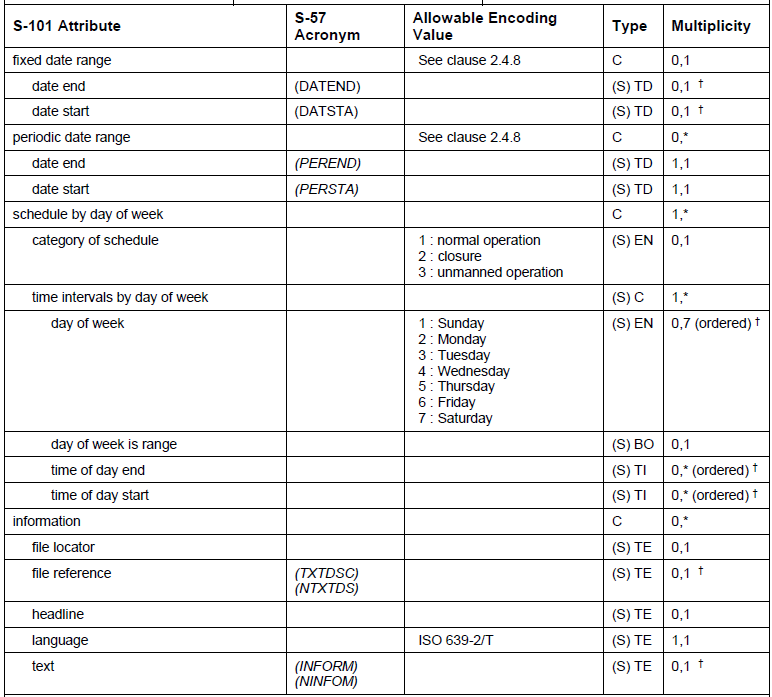 S-101 Attribute S-57 Acronym Allowable Encoding Value Type Multiplicity
fixed date range See clause 2.4.8 C 0,1
date end (DATEND) (S) TD 0,1 †
date start (DATSTA) (S) TD 0,1 †
periodic date range See clause 2.4.8 C 0,*
date end (PEREND) (S) TD 1,1
date start (PERSTA) (S) TD 1,1
schedule by day of week C 1,*
category of schedule 1 : normal operation (S) EN 0,1
2 : closure
3 : unmanned operation
time intervals by day of week (S) C 1,*
day of week 1 : Sunday (S) EN 0,7 (ordered) †
2 : Monday
3 : Tuesday
4 : Wednesday
5 : Thursday
6 : Friday
7 : Saturday
day of week is range (S) BO 0,1
time of day end (S) TI 0,* (ordered) †
time of day start (S) TI 0,* (ordered) †
information C 0,*
file locator (S) TE 0,1
file reference (TXTDSC) (S) TE 0,1 †
(NTXTDS)
headline (S) TE 0,1
language ISO 639-2/T (S) TE 1,1
text (INFORM) (S) TE 0,1 †
(NINFOM)